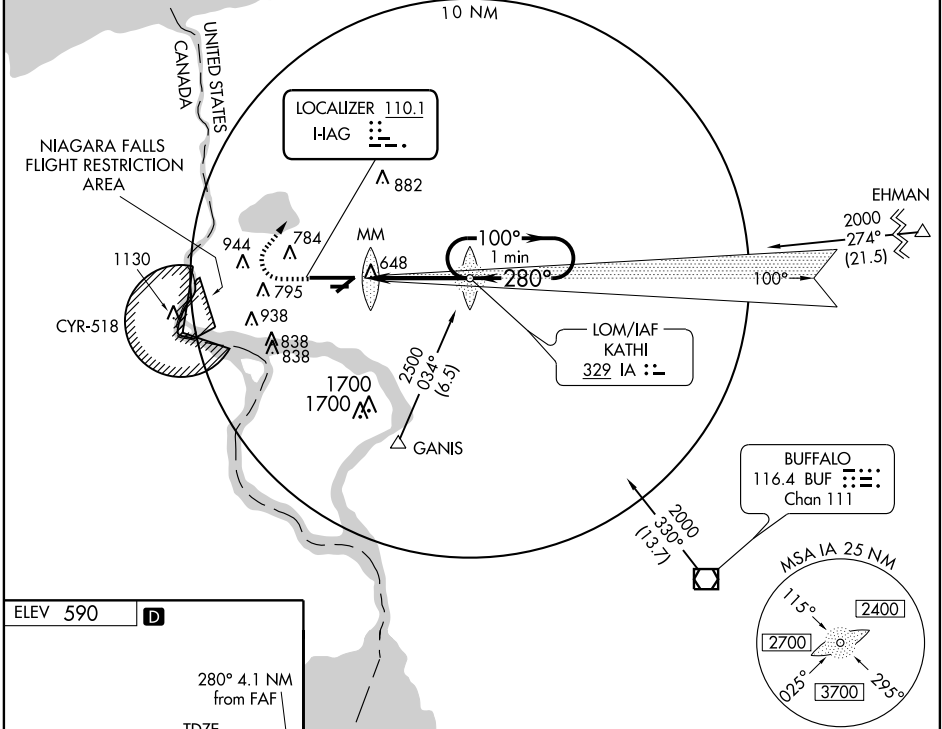 10 NM
UNITED STATES
CANADA
LOCALIZER 110.1
I-IAG
NIAGARA FALLS
FLIGHT RESTRICTION
AREA
882
EHMAN
2000
274°
(21.5)
944
784
MM
648
100°
1 min
280°
100°
1130
795
CYR-518
938
838
838
LOM/IAF
KATHI
329 IA
2500
034°
(6.5)
1700
1700
GANIS
BUFFALO
116.4 BUF
Chan 111
2000
330°
(13.7)
MSA IA 25 NM
115°
2400
2700
025°
3700
295°
ELEV 590
D
280° 4.1 NM
from FAF
TDZE